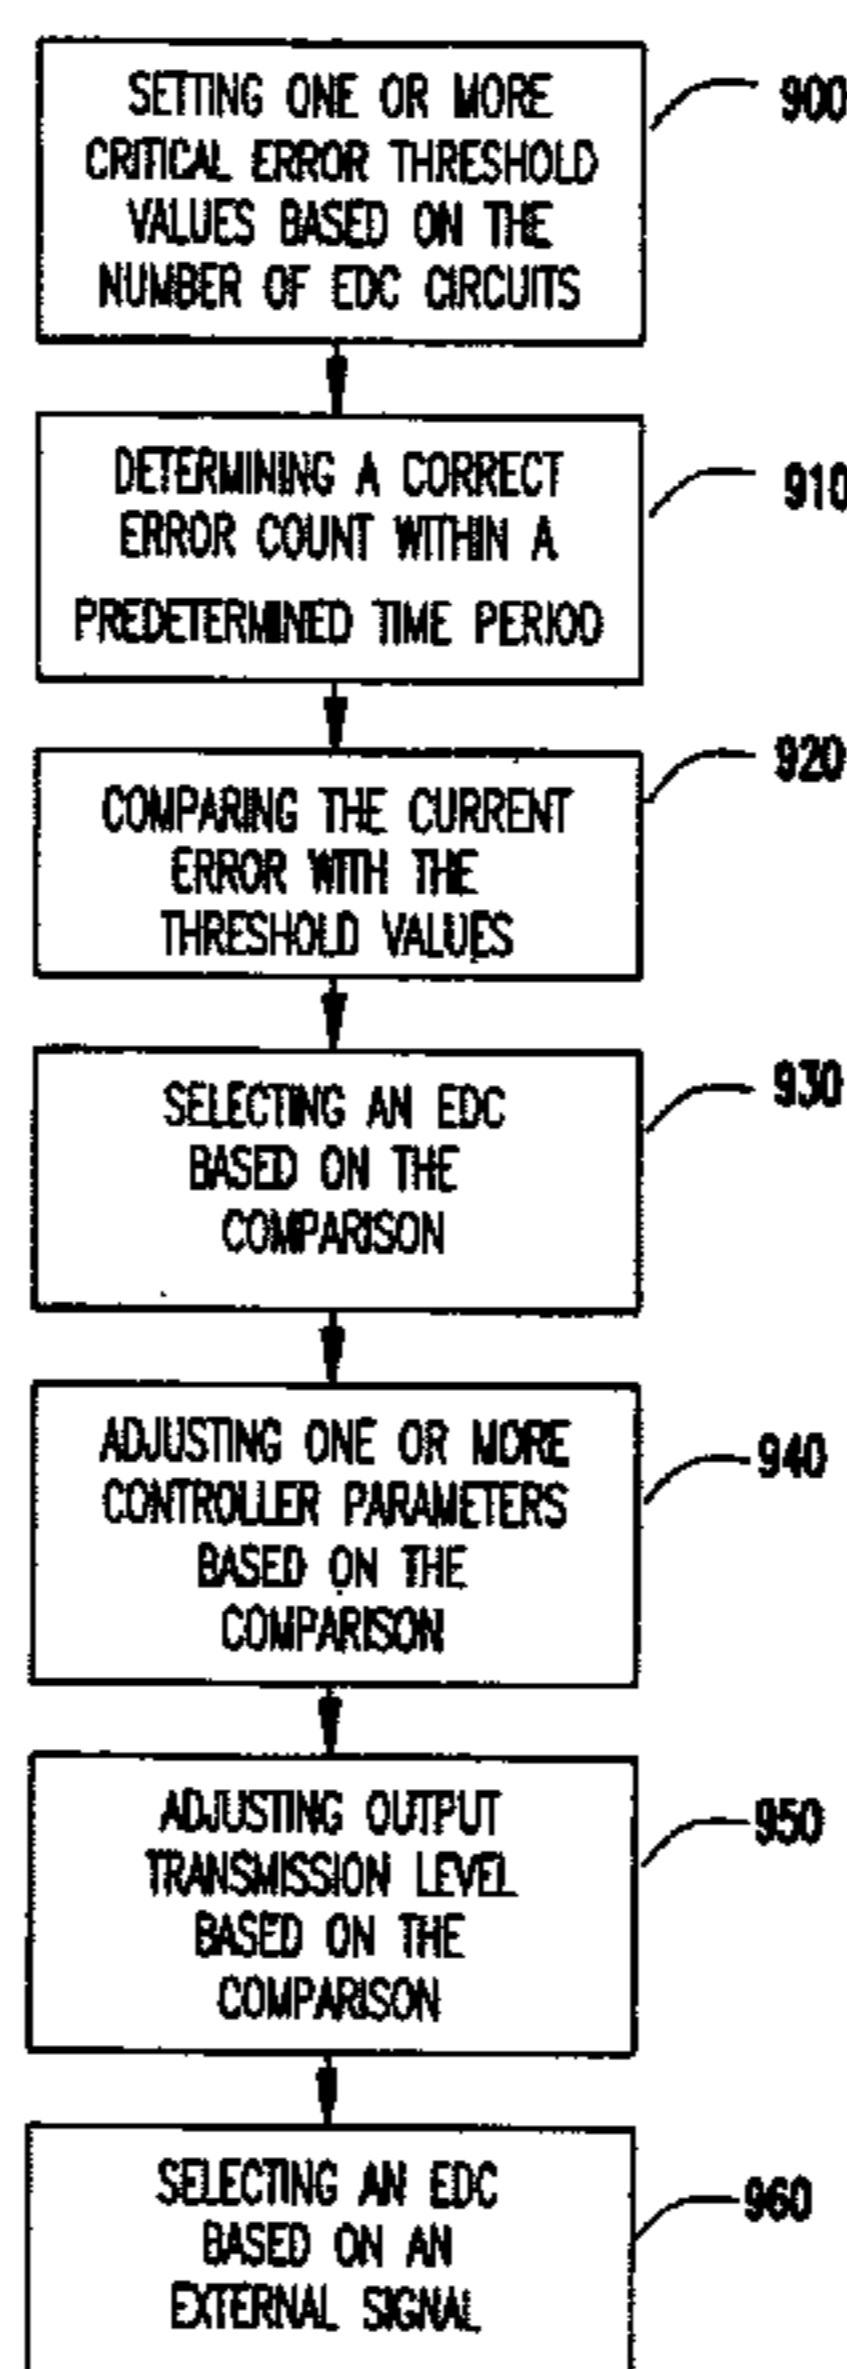 SETTING ONE OR MORE
CRITICAL ERROR THRESHOLD
VALUES BASED ON THE
NUMBER OF EDC CIRCUITS
900
DETERMINING A CORRECT
ERROR COUNT WITHIN A
PREDETERMINED TIME PERIOD
910
COMPARING THE CURRENT
ERROR WITH THE
THRESHOLD VALUES
920
SELECTING AN EDC
BASED ON THE
COMPARISON
930
ADJUSTING ONE OR MORE
CONTROLLER PARAMETERS
BASED ON THE
COMPARISON
940
ADJUSTING OUTPUT
TRANSMISSION LEVEL
BASED ON THE
COMPARISON
950
SELECTING AN EDC
BASED ON AN
EXTERNAL SIGNAL
960